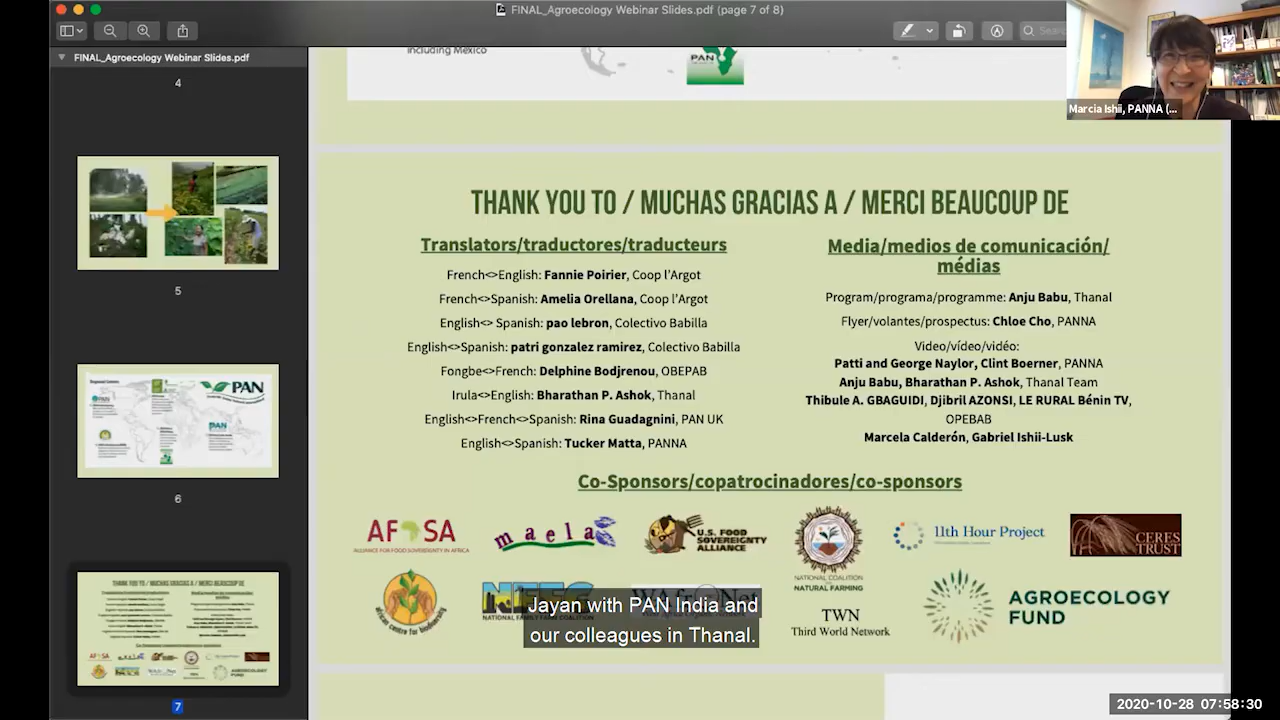 FINAL_Agroecology Webinar Slides.pdf (page 7 of 8)
FINAL_Agroecology Webinar Slides.pdf
4
5
6
7
including Mexico
PAN
Marcia Ishii, PANNA (...
THANK YOU TO / MUCHAS GRACIAS A / MERCI BEAUCOUP DE
Translators/traductores/traducteurs
French<>English: Fannie Poirier, Coop l'Argot
French<>Spanish: Amelia Orellana, Coop l'Argot
English<> Spanish: pao lebron, Colectivo Babilla
English<>Spanish: patri gonzalez ramirez, Colectivo Babilla
Fongbe<>French: Delphine Bodjrenou, OBEPAB
Irula<>English: Bharathan P. Ashok, Thanal
English<>French<>Spanish: Rina Guadagnini, PAN UK
English<>Spanish: Tucker Matta, PANNA
Media/medios de comunicación/
médias
Program/programa/programme: Anju Babu, Thanal
Flyer/volantes/prospectus: Chloe Cho, PANNA
Video/vídeo/vidéo:
Patti and George Naylor, Clint Boerner, PANNA
Anju Babu, Bharathan P. Ashok, Thanal Team
Thibule A. GBAGUIDI, Djibril AZONSI, LE RURAL Bénin TV,
OPEBAB
Marcela Calderón, Gabriel Ishii-Lusk
Co-Sponsors/copatrocinadores/co-sponsors
AFSA
ALLIANCE FOR FOOD SOVEREIGNTY IN AFRICA
maela
U.S. FOOD
SOVEREIGNTY
ALLIANCE
NATIONAL COALITION
NATURAL FARMING
11th Hour Project
CERES
TRUST
african centre for biodiversity
NATIONAL FAMILY FARM COALITION
TWN
Third World Network
AGROECOLOGY
FUND
Jayan with PAN India and
our colleagues in Thanal.
2020-10-28 07:58:30